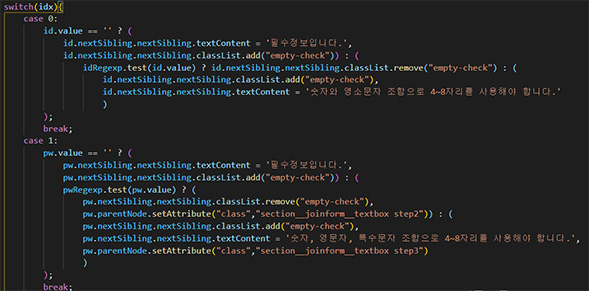 switch(idx){
case 0:
id.value == '' ? (
id.nextSibling.nextSibling.textContent = '필수정보입니다.',
id.nextSibling.nextSibling.classList.add("empty-check")) : (
idRegexp.test(id.value) ? id.nextSibling.nextSibling.classList.remove("empty-check") : (
id.nextSibling.nextSibling.classList.add("empty-check"),
id.nextSibling.nextSibling.textContent = '숫자와 영소문자 조합으로 4~8자리를 사용해야 합니다.'
)
);
break;
case 1:
pw.value == '' ? (
pw.nextSibling.nextSibling.textContent = '필수정보입니다.',
pw.nextSibling.nextSibling.classList.add("empty-check")) : (
pwRegexp.test(pw.value) ? (
pw.nextSibling.nextSibling.classList.remove("empty-check"),
pw.parentNode.setAttribute("class","section__joinform__textbox step2")) : (
pw.nextSibling.nextSibling.classList.add("empty-check"),
pw.nextSibling.nextSibling.textContent = '숫자, 영문자, 특수문자 조합으로 4~8자리를 사용해야 합니다.',
pw.parentNode.setAttribute("class","section__joinform__textbox step3")
)
);
break;